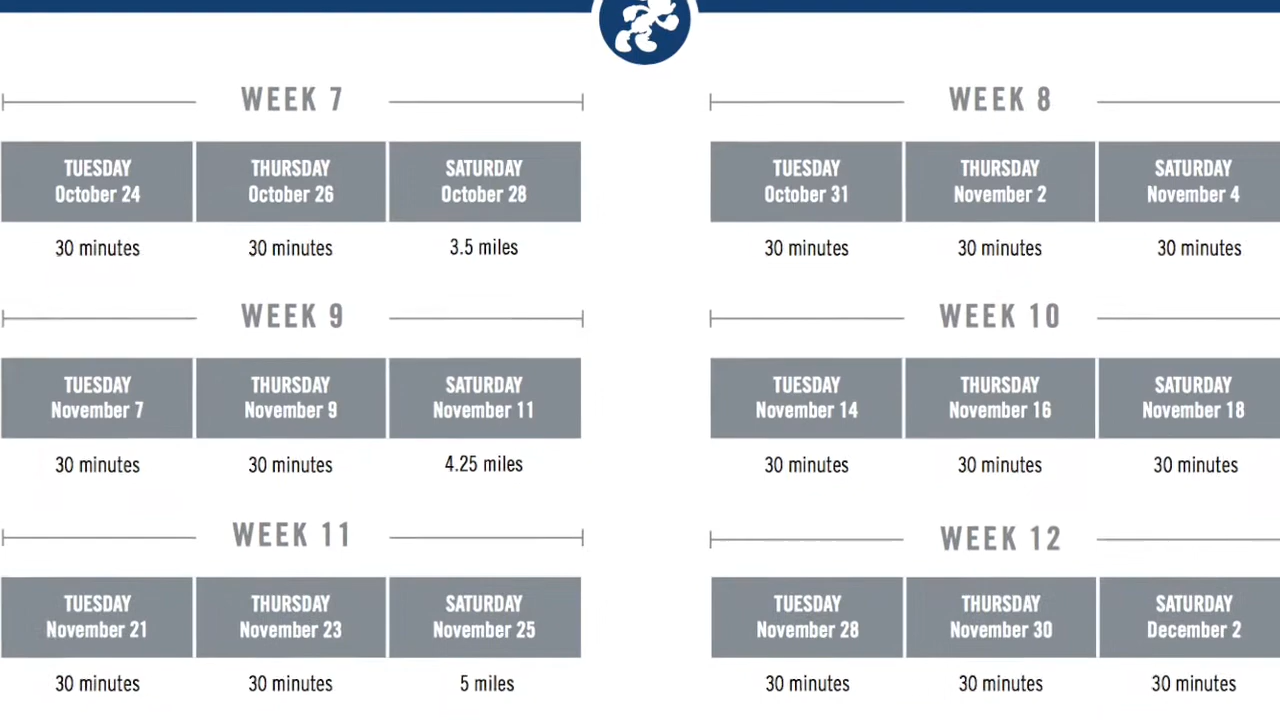 WEEK 7
TUESDAY
October 24
THURSDAY
October 26
SATURDAY
October 28
30 minutes
30 minutes
3.5 miles
WEEK 8
TUESDAY
October 31
THURSDAY
November 2
SATURDAY
November 4
30 minutes
30 minutes
30 minutes
WEEK 9
TUESDAY
November 7
THURSDAY
November 9
SATURDAY
November 11
30 minutes
30 minutes
4.25 miles
WEEK 10
TUESDAY
November 14
THURSDAY
November 16
SATURDAY
November 18
30 minutes
30 minutes
30 minutes
WEEK 11
TUESDAY
November 21
THURSDAY
November 23
SATURDAY
November 25
30 minutes
30 minutes
5 miles
WEEK 12
TUESDAY
November 28
THURSDAY
November 30
SATURDAY
December 2
30 minutes
30 minutes
30 minutes